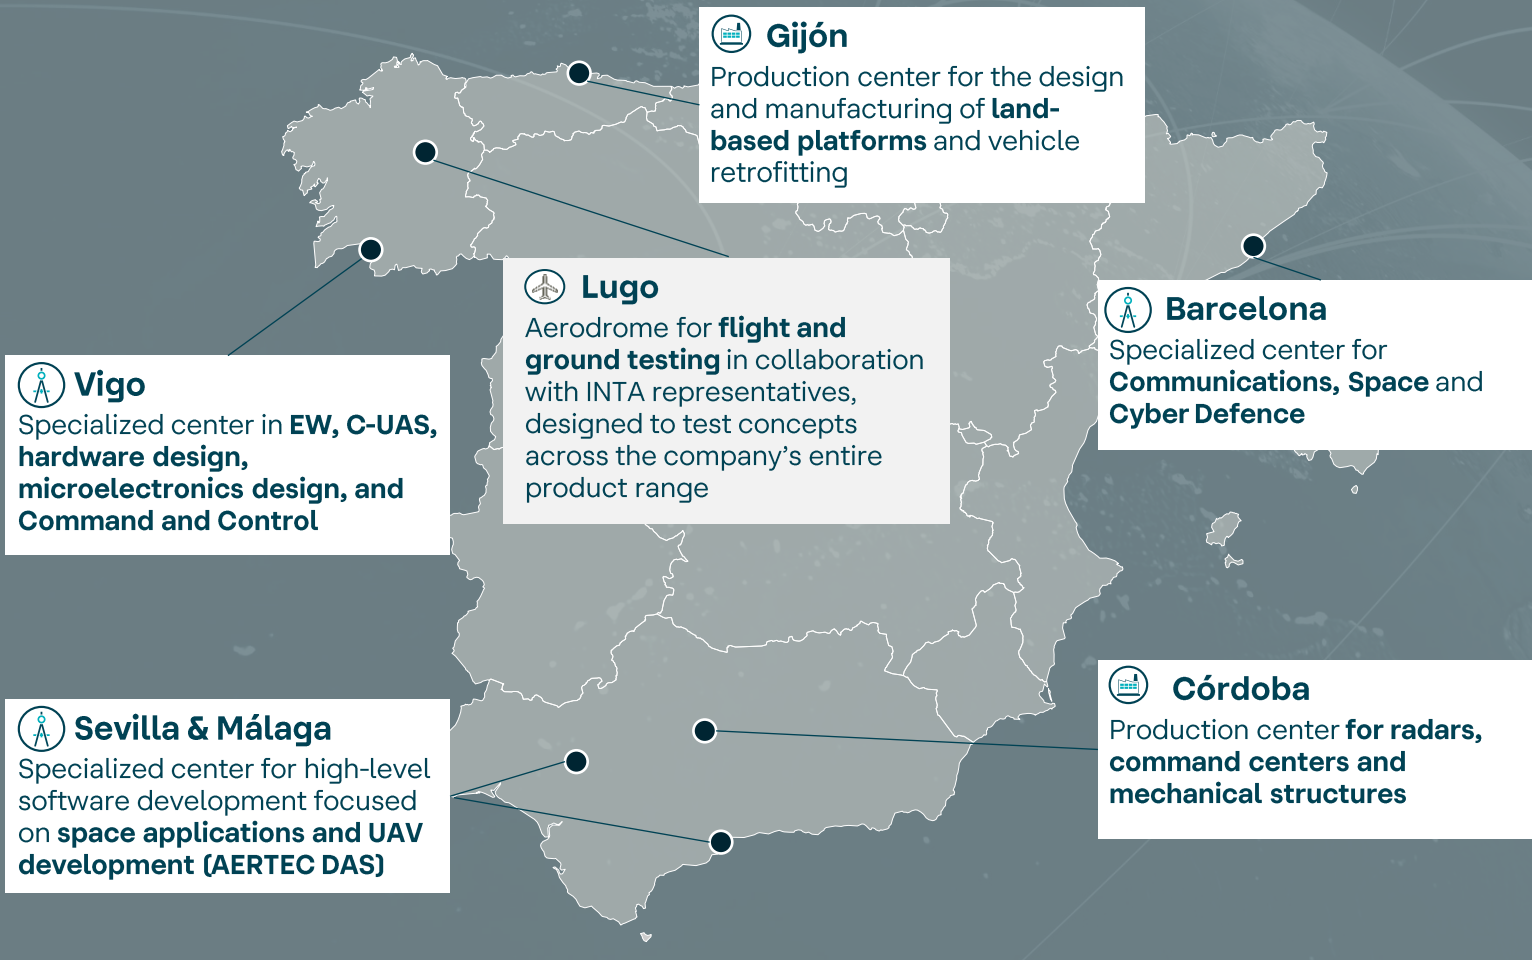 Gijón
Production center for the design
and manufacturing of land-
based platforms and vehicle
retrofitting
Lugo
Aerodrome for flight and
ground testing in collaboration
with INTA representatives,
designed to test concepts
across the company’s entire
product range
Barcelona
Specialized center for
Communications, Space and
Cyber Defence
Vigo
Specialized center in EW, C-UAS,
hardware design,
microelectronics design, and
Command and Control
Sevilla & Málaga
Specialized center for high-level
software development focused
on space applications and UAV
development (AERTEC DAS)
Córdoba
Production center for radars,
command centers and
mechanical structures